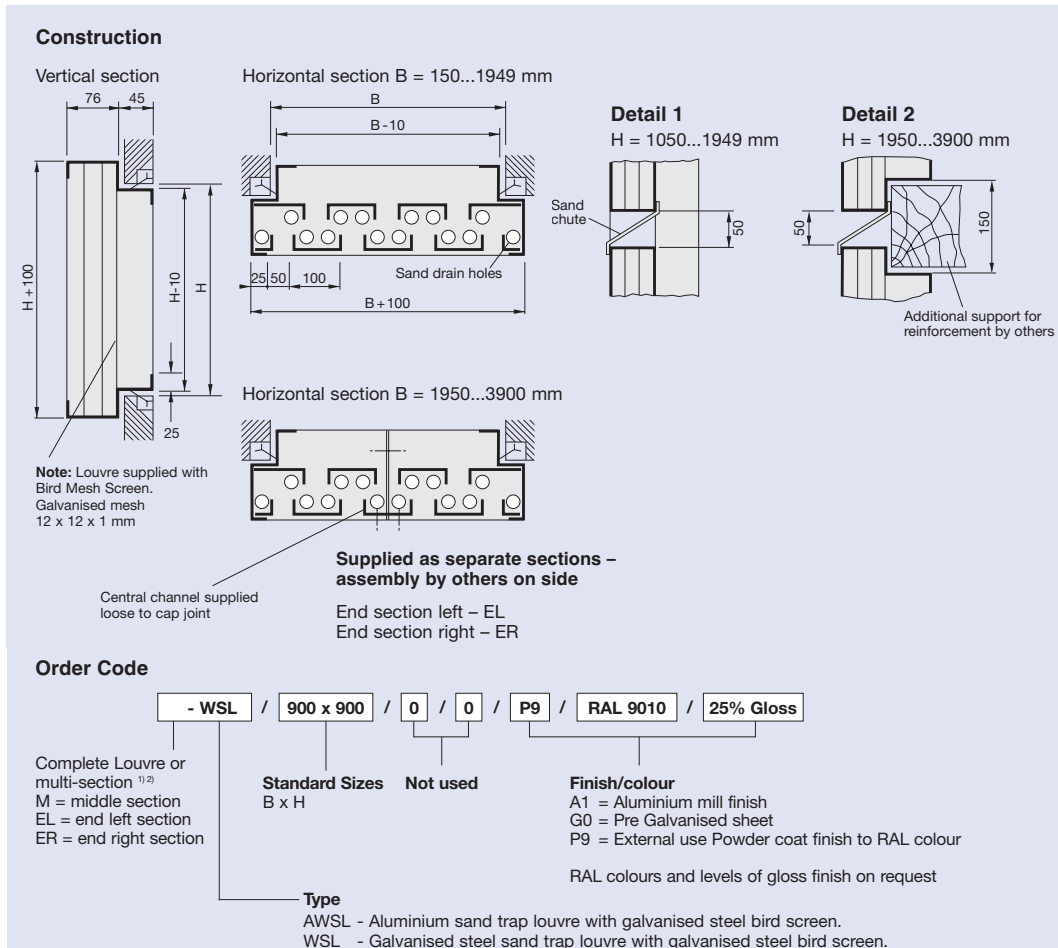 Construction
Vertical section
76
45
H +100
H-10
H
25
Note: Louvre supplied with
Bird Mesh Screen.
Galvanised mesh
12 x 12 x 1 mm
Horizontal section B = 150...1949 mm
B
B-10
Sand drain holes
25
50
100
B+100
Detail 1
H = 1050...1949 mm
Sand
chute
50
Detail 2
H = 1950...3900 mm
50
150
Additional support for
reinforcement by others
Horizontal section B = 1950...3900 mm
Central channel supplied
loose to cap joint
Supplied as separate sections –
assembly by others on side
End section left – EL
End section right – ER
Order Code
- WSL / 900 x 900 / 0 / 0 / P9 / RAL 9010 / 25% Gloss
Complete Louvre or
multi-section 1) 2)
M = middle section
EL = end left section
ER = end right section
Standard Sizes
B x H
Not used
Finish/colour
A1 = Aluminium mill finish
G0 = Pre Galvanised sheet
P9 = External use Powder coat finish to RAL colour
RAL colours and levels of gloss finish on request
Type
AWSL - Aluminium sand trap louvre with galvanised steel bird screen.
WSL - Galvanised steel sand trap louvre with galvanised steel bird screen.